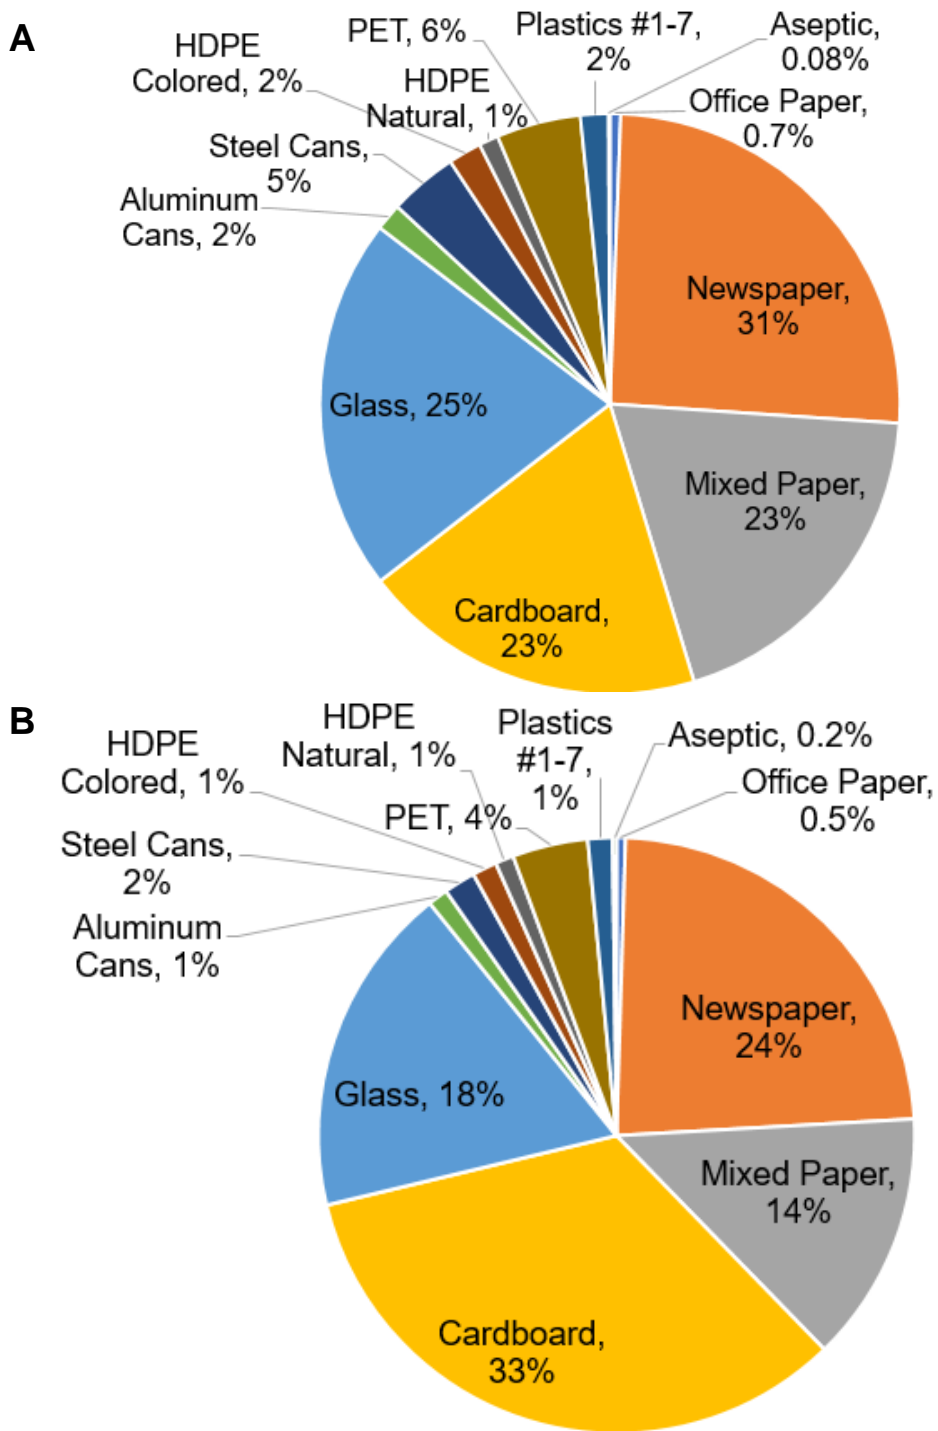 A
PET, 6%
Plastics #1-7,
2%
Aseptic,
0.08%
HDPE
Colored, 2%
HDPE
Natural, 1%
Office Paper,
0.7%
Steel Cans,
5%
Aluminum
Cans, 2%
Newspaper,
31%
Glass, 25%
Mixed Paper,
23%
Cardboard,
23%
B
HDPE
Natural, 1%
Plastics
#1-7,
1%
Aseptic, 0.2%
HDPE
Colored, 1%
Office Paper,
0.5%
PET, 4%
Steel Cans,
2%
Aluminum
Cans, 1%
Newspaper,
24%
Glass, 18%
Mixed Paper,
14%
Cardboard,
33%